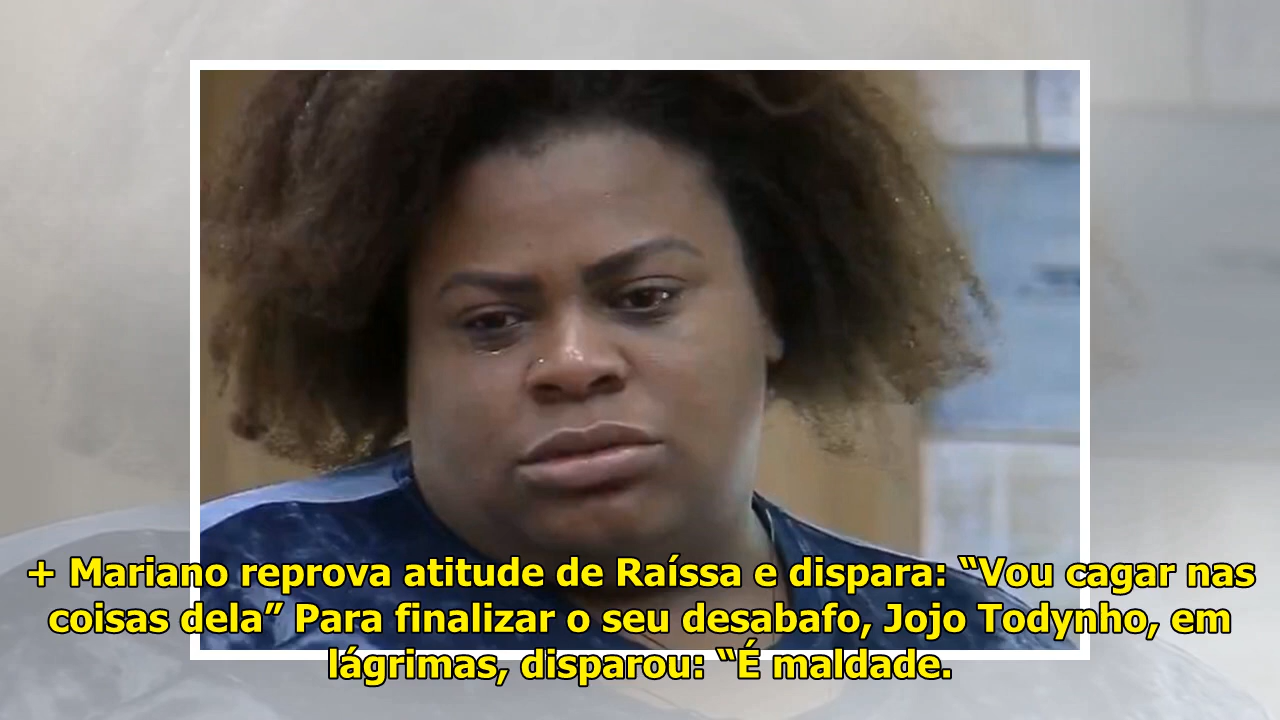 + Mariano reprova atitude de Raíssa e dispara: “Vou cagar nas
coisas dela” Para finalizar o seu desabafo, Jojo Todynho, em
lágrimas, disparou: “É maldade.